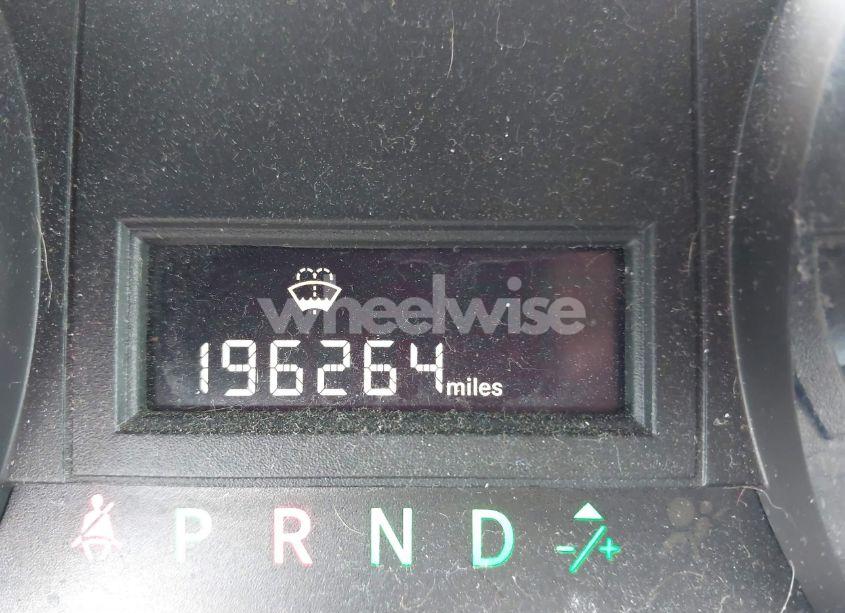 wheelwise
196264 miles
P R N D -/+